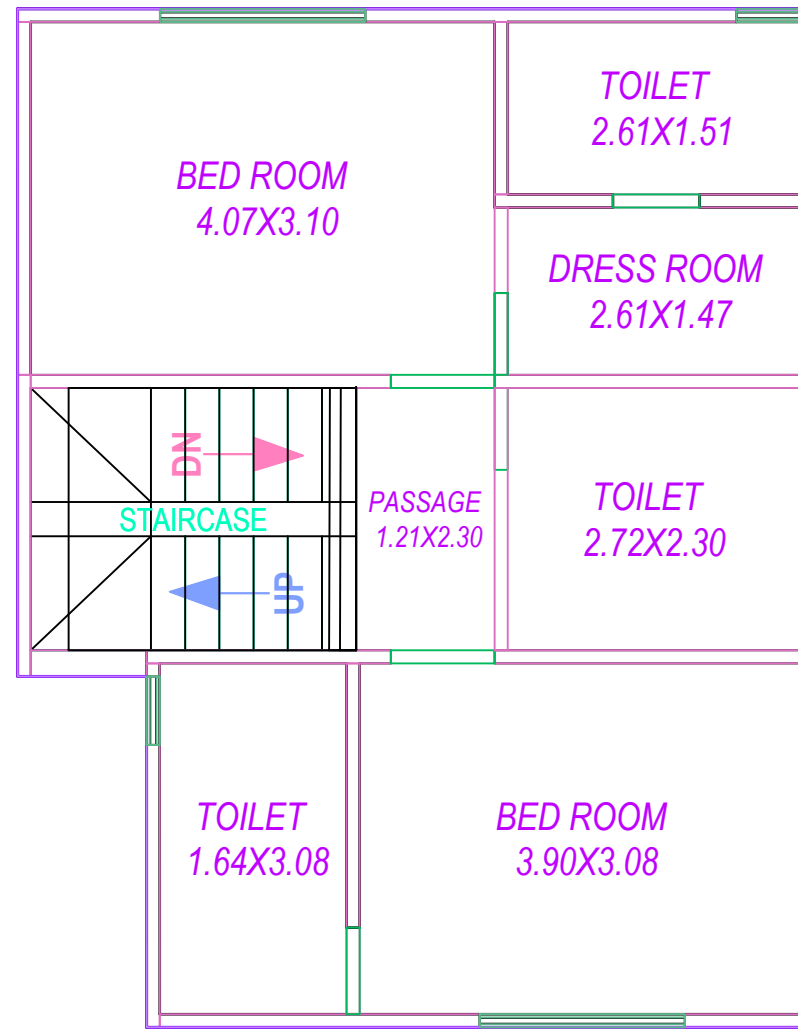 TOILET
2.61X1.51
BED ROOM
4.07X3.10
DRESS ROOM
2.61X1.47
DN
STAIRCASE
UP
PASSAGE
1.21X2.30
TOILET
2.72X2.30
TOILET
1.64X3.08
BED ROOM
3.90X3.08